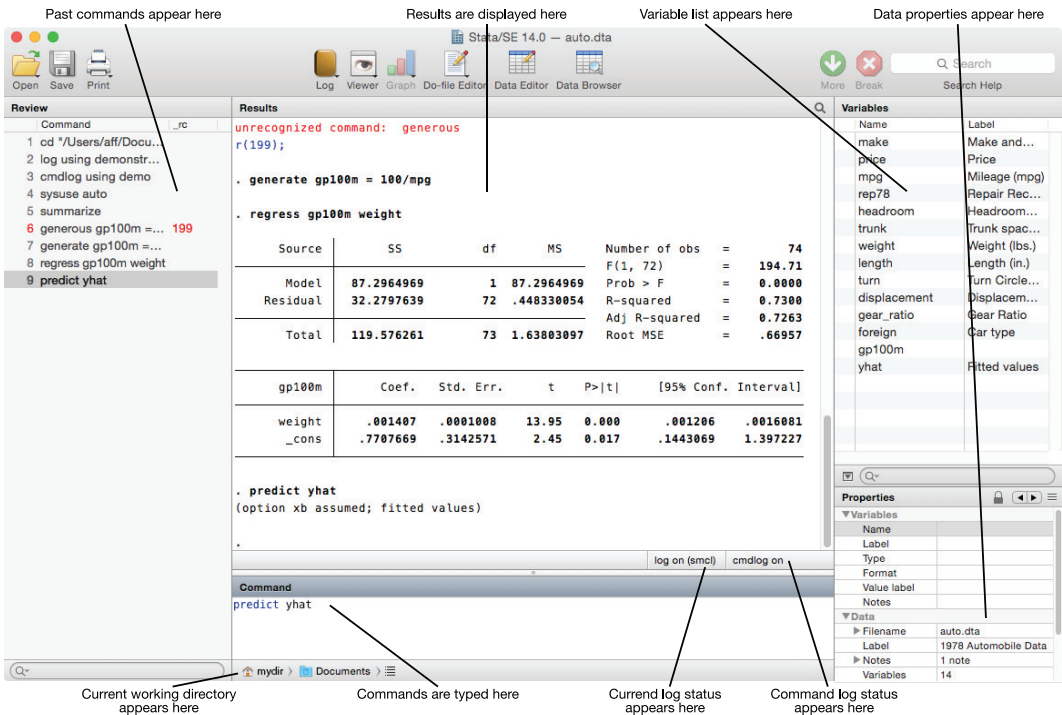 Past commands appear here
Results are displayed here
Variable list appears here
Data properties appear here
Stata/SE 14.0 — auto.dta
Open Save Print
Log Viewer Graph Do-file Editor Data Editor Data Browser
More Break
Search
Search Help
Review
Command _rc
1 cd "/Users/aff/Docu...
2 log using demonstr...
3 cmdlog using demo
4 sysuse auto
5 summarize
6 generous gp100m =... 199
7 generate gp100m =...
8 regress gp100m weight
9 predict yhat
Results
unrecognized command: generous
r(199);
. generate gp100m = 100/mpg
. regress gp100m weight
Source SS df MS Number of obs = 74
F(1, 72) = 194.71
Model 87.2964969 1 87.2964969 Prob > F = 0.0000
Residual 32.2797639 72 .448330054 R-squared = 0.7300
Adj R-squared = 0.7263
Total 119.576261 73 1.63803097 Root MSE = .66957
gp100m Coef. Std. Err. t P>|t| [95% Conf. Interval]
weight .001407 .0001008 13.95 0.000 .001206 .0016081
_cons .7707669 .3142571 2.45 0.017 .1443069 1.397227
. predict yhat
(option xb assumed; fitted values)
.
log on (smcl) cmdlog on
Command
predict yhat
mydir Documents
Variables
Name Label
make Make and...
price Price
mpg Mileage (mpg)
rep78 Repair Rec...
headroom Headroom...
trunk Trunk spac...
weight Weight (lbs.)
length Length (in.)
turn Turn Circle...
displacement Displacem...
gear_ratio Gear Ratio
foreign Car type
gp100m
yhat Fitted values
Properties
Variables
Name
Label
Type
Format
Value label
Notes
Data
Filename auto.dta
Label 1978 Automobile Data
Notes 1 note
Variables 14
Current working directory
appears here
Commands are typed here
Currend log status
appears here
Command log status
appears here